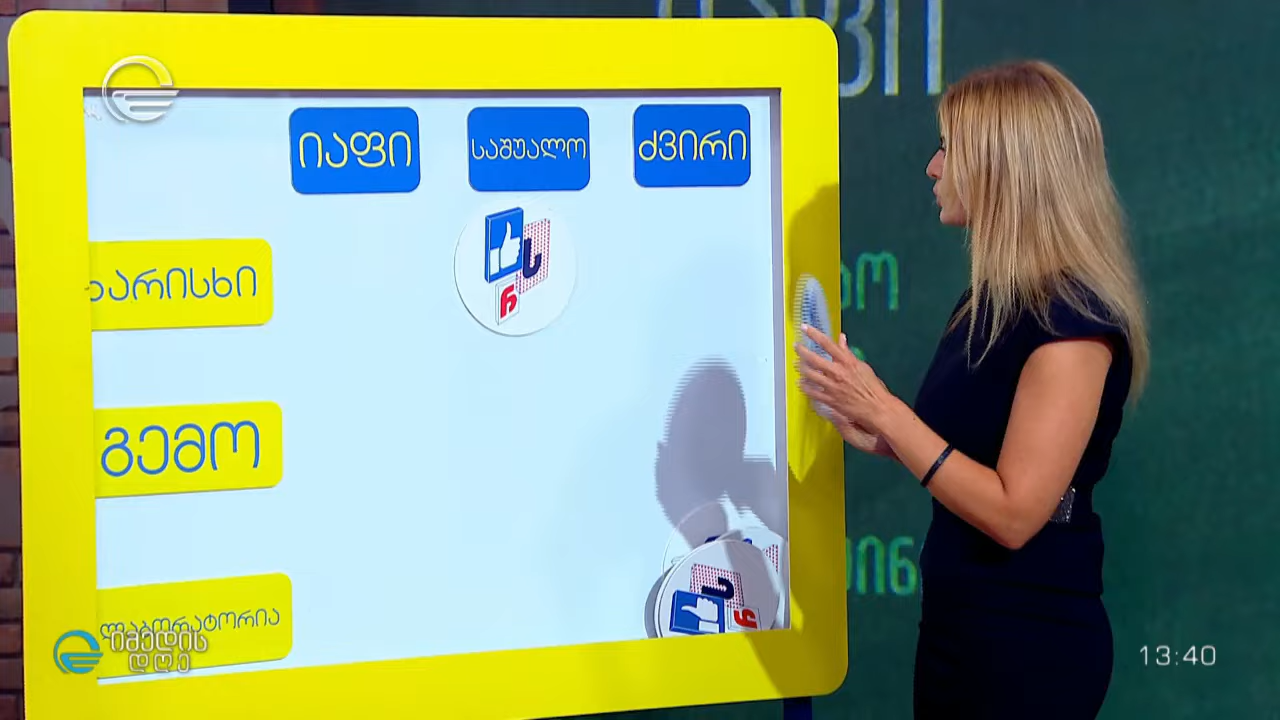 იაფი
საშუალო
ძვირი
ხარისხი
ს
რ
გემო
ლაბორატორია
ს
რ
იმედის
დღე
13:40